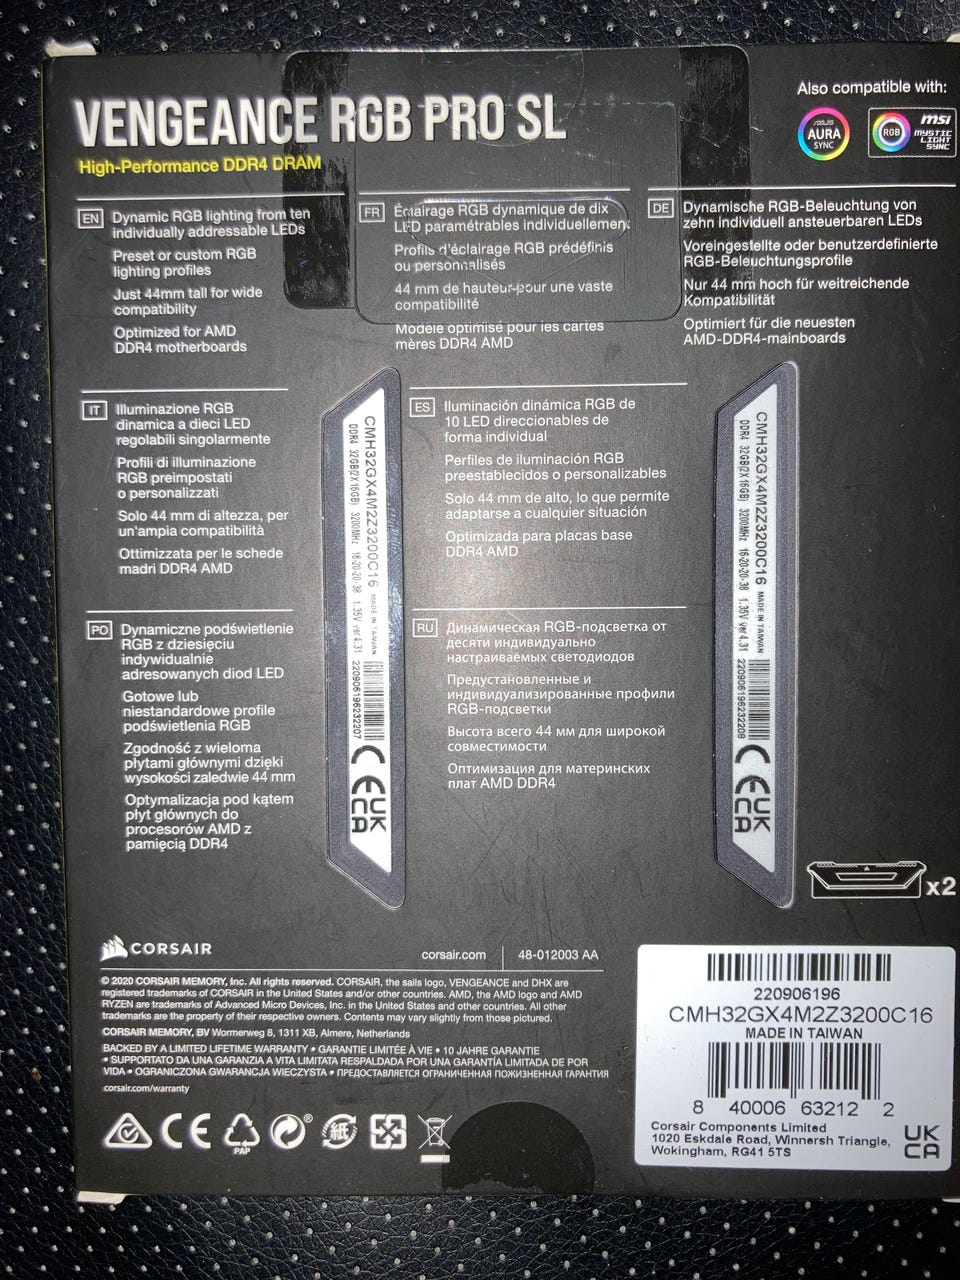 VENGEANCE RGB PRO SL
High-Performance DDR4 DRAM
Also compatible with:
ASUS
AURA
SYNC
RGB
msi
MYSTIC
LIGHT
SYNC
EN
Dynamic RGB lighting from ten
individually addressable LEDs
Preset or custom RGB
lighting profiles
Just 44mm tall for wide
compatibility
Optimized for AMD
DDR4 motherboards
FR
Éclairage RGB dynamique de dix
LED paramétrables individuellement
Profils d'éclairage RGB prédéfinis
ou personnalisés
44 mm de hauteur pour une vaste
compatibilité
Modèle optimisé pour les cartes
mères DDR4 AMD
DE
Dynamische RGB-Beleuchtung von
zehn individuell ansteuerbaren LEDs
Voreingestellte oder benutzerdefinierte
RGB-Beleuchtungsprofile
Nur 44 mm hoch für weitreichende
Kompatibilität
Optimiert für die neuesten
AMD-DDR4-mainboards
IT
Illuminazione RGB
dinamica a dieci LED
regolabili singolarmente
Profili di illuminazione
RGB preimpostati
o personalizzati
Solo 44 mm di altezza, per
un'ampia compatibilità
Ottimizzata per le schede
madri DDR4 AMD
CMH32GX4M2Z3200C16 MADE IN TAIWAN
DDR4 32GB(2X16GB) 3200MHz 16-20-20-38 1.35V ver4.31 220906196232207
CE UKCA
ES
Iluminación dinámica RGB de
10 LED direccionables de
forma individual
Perfiles de iluminación RGB
preestablecidos o personalizables
Solo 44 mm de alto, lo que permite
adaptarse a cualquier situación
Optimizada para placas base
DDR4 AMD
CMH32GX4M2Z3200C16 MADE IN TAIWAN
DDR4 32GB(2X16GB) 3200MHz 16-20-20-38 1.35V ver4.31 220906196232208
CE UKCA
PO
Dynamiczne podświetlenie
RGB z dziesięciu
indywidualnie
adresowanych diod LED
Gotowe lub
niestandardowe profile
podświetlenia RGB
Zgodność z wieloma
płytami głównymi dzięki
wysokości zaledwie 44 mm
Optymalizacja pod kątem
płyt głównych do
procesorów AMD z
pamięcią DDR4
RU
Динамическая RGB-подсветка от
десяти индивидуально
настраиваемых светодиодов
Предустановленные и
индивидуализированные профили
RGB-подсветки
Высота всего 44 мм для широкой
совместимости
Оптимизация для материнских
плат AMD DDR4
x2
CORSAIR
corsair.com
48-012003 AA
© 2020 CORSAIR MEMORY, Inc. All rights reserved. CORSAIR, the sails logo, VENGEANCE and DHX are
registered trademarks of CORSAIR in the United States and/or other countries. AMD, the AMD logo and AMD
RYZEN are trademarks of Advanced Micro Devices, Inc. in the United States and other countries. All other
trademarks are the property of their respective owners. Contents may vary slightly from those pictured.
CORSAIR MEMORY, BV Wormerweg 8, 1311 XB, Almere, Netherlands
BACKED BY A LIMITED LIFETIME WARRANTY • GARANTIE LIMITÉE À VIE • 10 JAHRE GARANTIE
• SUPPORTATO DA UNA GARANZIA A VITA LIMITATA RESPALDADA POR UNA GARANTÍA LIMITADA DE POR
VIDA • OGRANICZONA GWARANCJA WIECZYSTA • ПРЕДОСТАВЛЯЕТСЯ ОГРАНИЧЕННАЯ ПОЖИЗНЕННАЯ ГАРАНТИЯ
corsair.com/warranty
CE
PAP
紙
220906196
CMH32GX4M2Z3200C16
MADE IN TAIWAN
8 40006 63212 2
Corsair Components Limited
1020 Eskdale Road, Winnersh Triangle,
Wokingham, RG41 5TS
UK
CA